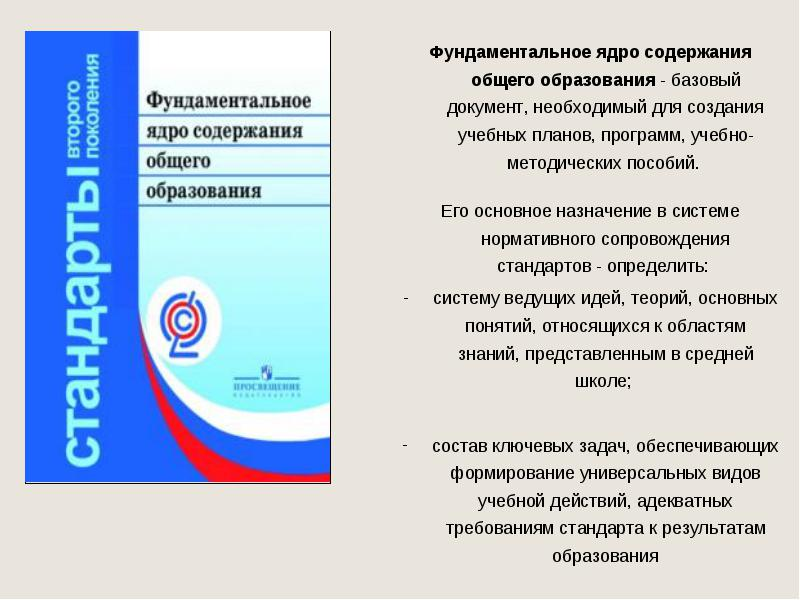 стандарты
второго
поколения
Фундаментальное
ядро содержания
общего
образования
ПРОСВЕЩЕНИЕ
ИЗДАТЕЛЬСТВО
Фундаментальное ядро содержания
общего образования - базовый
документ, необходимый для создания
учебных планов, программ, учебно-
методических пособий.
Его основное назначение в системе
нормативного сопровождения
стандартов - определить:
- систему ведущих идей, теорий, основных
понятий, относящихся к областям
знаний, представленным в средней
школе;
- состав ключевых задач, обеспечивающих
формирование универсальных видов
учебной действий, адекватных
требованиям стандарта к результатам
образования